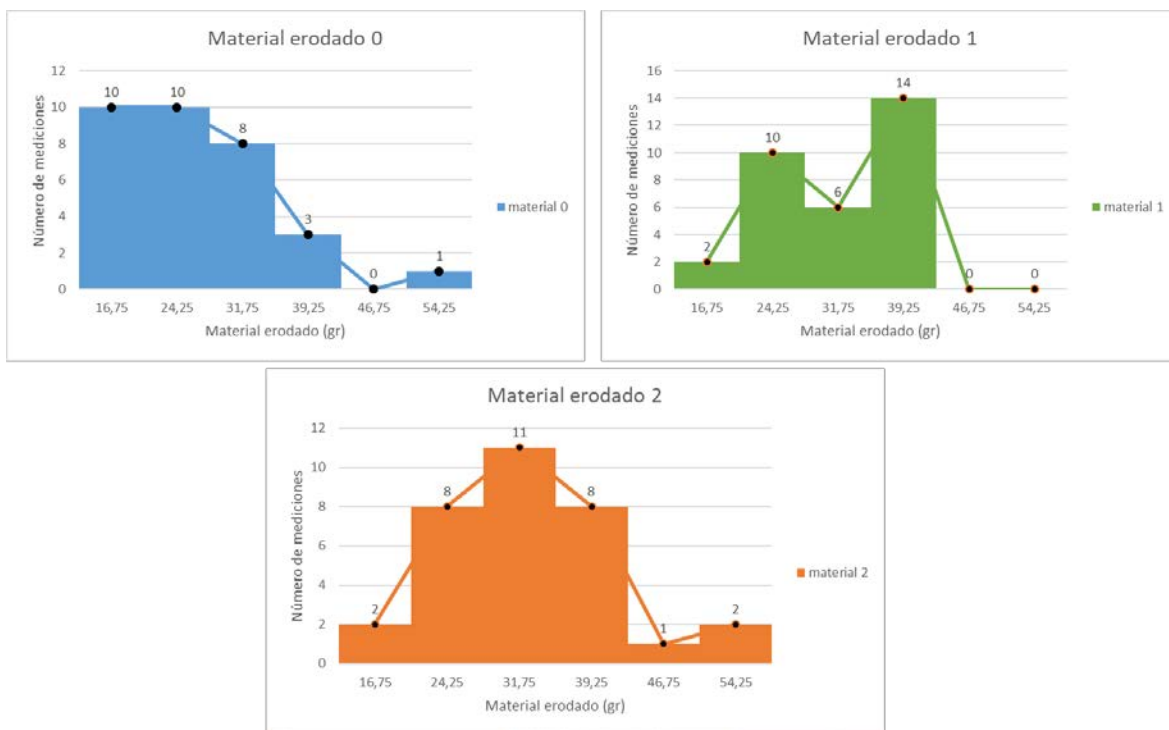 Material erodado 0
Número de mediciones
12
10
8
6
4
2
0
10
10
8
3
0
1
16,75 24,25 31,75 39,25 46,75 54,25
Material erodado (gr)
material 0
Material erodado 1
Número de mediciones
16
14
12
10
8
6
4
2
0
2
10
6
14
0
0
16,75 24,25 31,75 39,25 46,75 54,25
Material erodado (gr)
material 1
Material erodado 2
Número de mediciones
12
10
8
6
4
2
0
2
8
11
8
1
2
16,75 24,25 31,75 39,25 46,75 54,25
Material erodado (gr)
material 2